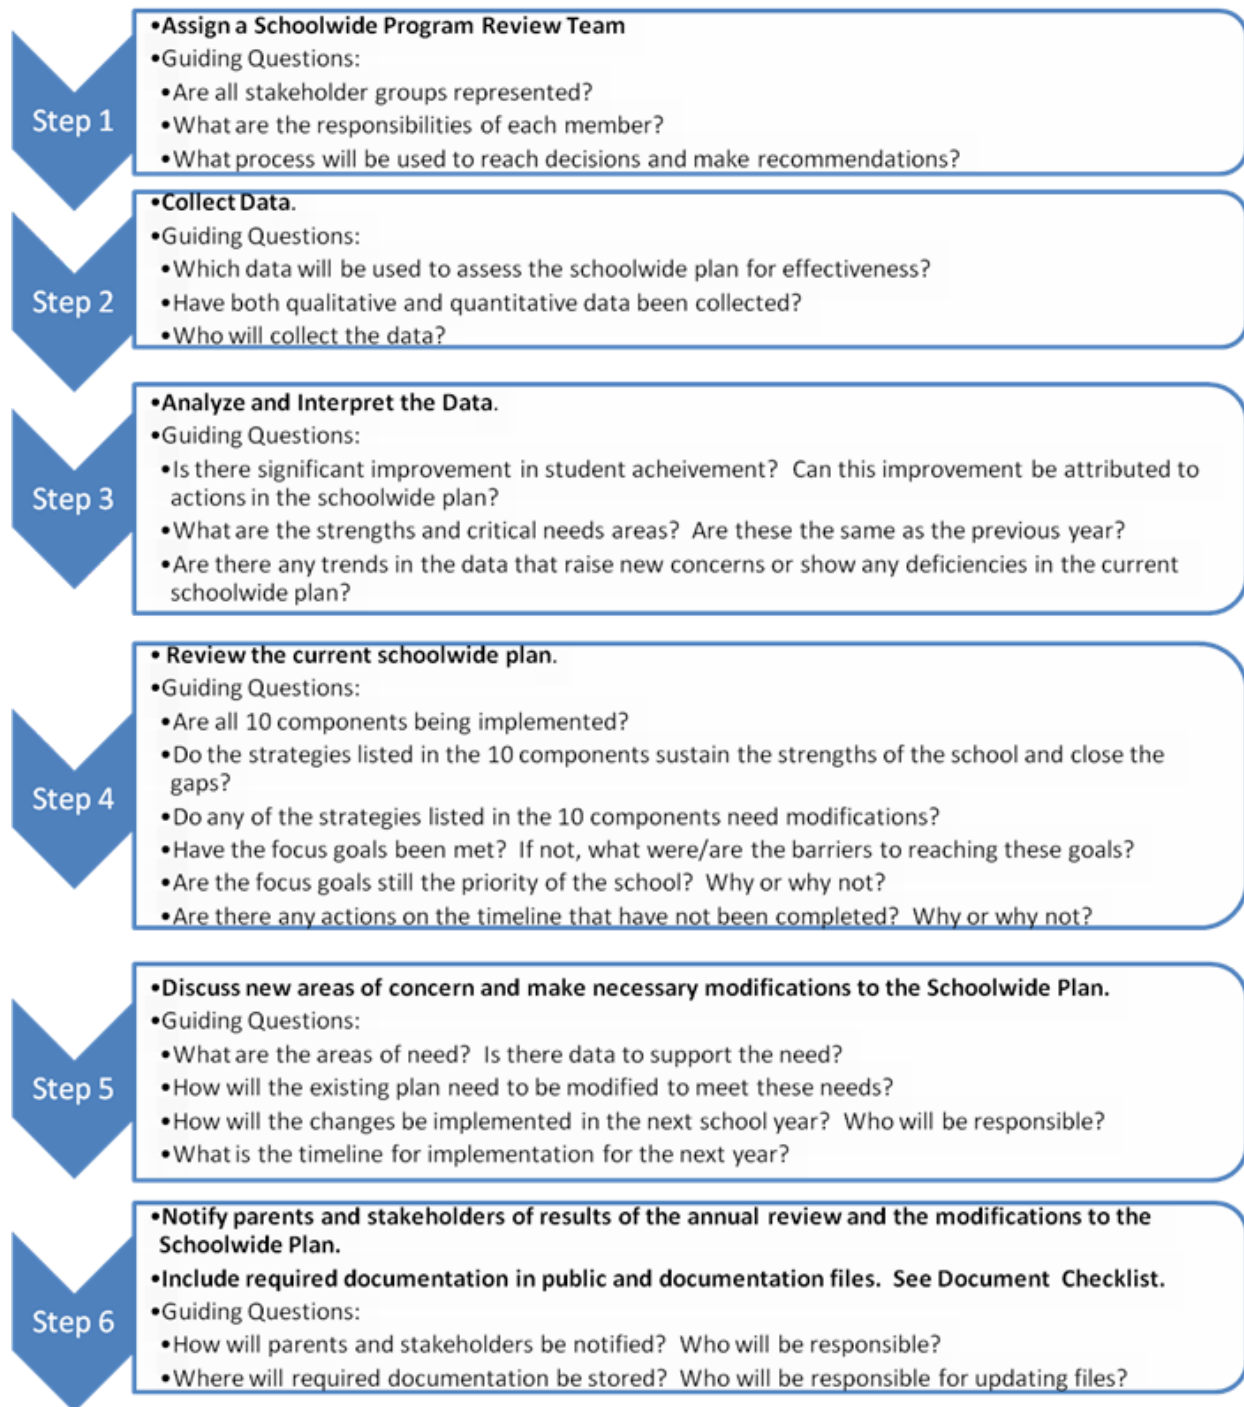 Step 1
•Assign a Schoolwide Program Review Team
•Guiding Questions:
•Are all stakeholder groups represented?
•What are the responsibilities of each member?
•What process will be used to reach decisions and make recommendations?
Step 2
•Collect Data.
•Guiding Questions:
•Which data will be used to assess the schoolwide plan for effectiveness?
•Have both qualitative and quantitative data been collected?
•Who will collect the data?
Step 3
•Analyze and Interpret the Data.
•Guiding Questions:
•Is there significant improvement in student acheivement? Can this improvement be attributed to
actions in the schoolwide plan?
•What are the strengths and critical needs areas? Are these the same as the previous year?
•Are there any trends in the data that raise new concerns or show any deficiencies in the current
schoolwide plan?
Step 4
• Review the current schoolwide plan.
•Guiding Questions:
•Are all 10 components being implemented?
•Do the strategies listed in the 10 components sustain the strengths of the school and close the
gaps?
•Do any of the strategies listed in the 10 components need modifications?
•Have the focus goals been met? If not, what were/are the barriers to reaching these goals?
•Are the focus goals still the priority of the school? Why or why not?
•Are there any actions on the timeline that have not been completed? Why or why not?
Step 5
•Discuss new areas of concern and make necessary modifications to the Schoolwide Plan.
•Guiding Questions:
•What are the areas of need? Is there data to support the need?
•How will the existing plan need to be modified to meet these needs?
•How will the changes be implemented in the next school year? Who will be responsible?
•What is the timeline for implementation for the next year?
Step 6
•Notify parents and stakeholders of results of the annual review and the modifications to the
Schoolwide Plan.
•Include required documentation in public and documentation files. See Document Checklist.
•Guiding Questions:
•How will parents and stakeholders be notified? Who will be responsible?
•Where will required documentation be stored? Who will be responsible for updating files?